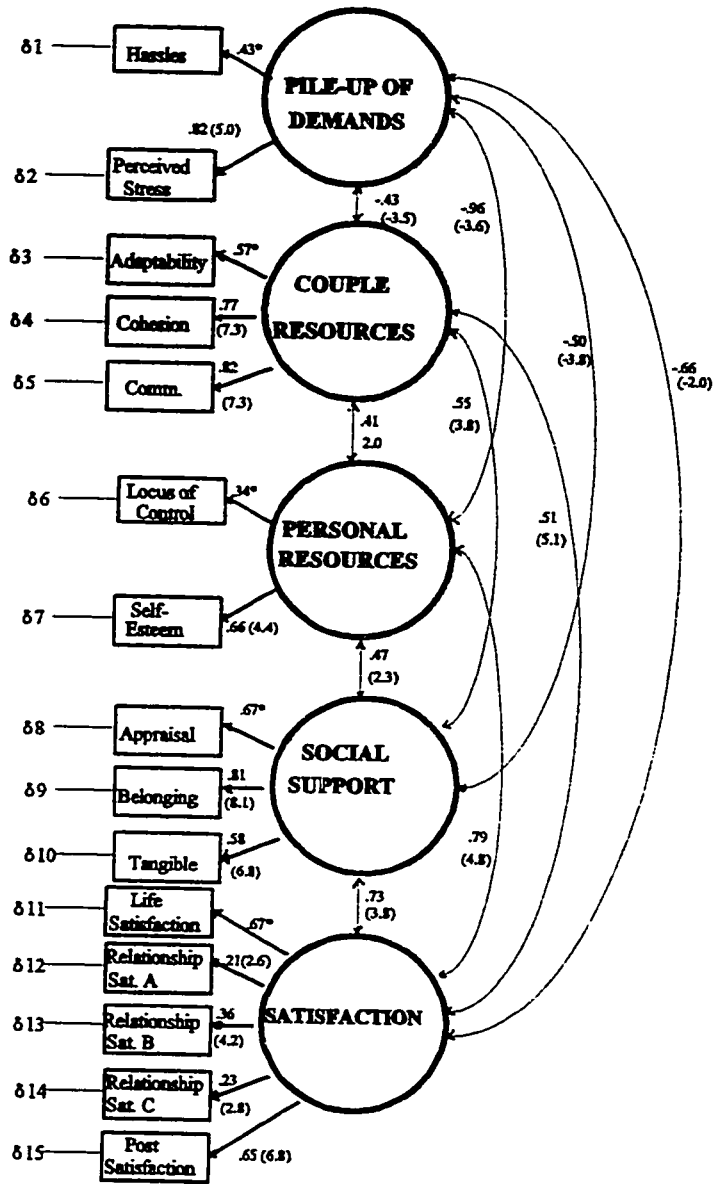 δ1
Hassles
.43*
PILE-UP OF
DEMANDS
.82 (5.0)
δ2
Perceived
Stress
-.43
(-3.5)
-.96
(-3.6)
δ3
Adaptability
.57*
COUPLE
RESOURCES
δ4
Cohesion
.77
(7.3)
δ5
Comm.
.82
(7.3)
-.50
(-3.8)
-.66
(-2.0)
.55
(3.8)
.41
2.0
δ6
Locus of
Control
.34*
PERSONAL
RESOURCES
.51
(5.1)
δ7
Self-
Esteem
.66 (4.4)
.47
(2.3)
δ8
Appraisal
.67*
SOCIAL
SUPPORT
δ9
Belonging
.81
(8.1)
δ10
Tangible
.58
(6.8)
.79
(4.8)
.73
(3.8)
δ11
Life
Satisfaction
.67*
δ12
Relationship
Sat. A
.21(2.6)
δ13
Relationship
Sat. B
.36
(4.2)
SATISFACTION
δ14
Relationship
Sat. C
.23
(2.8)
δ15
Post
Satisfaction
.65 (6.8)